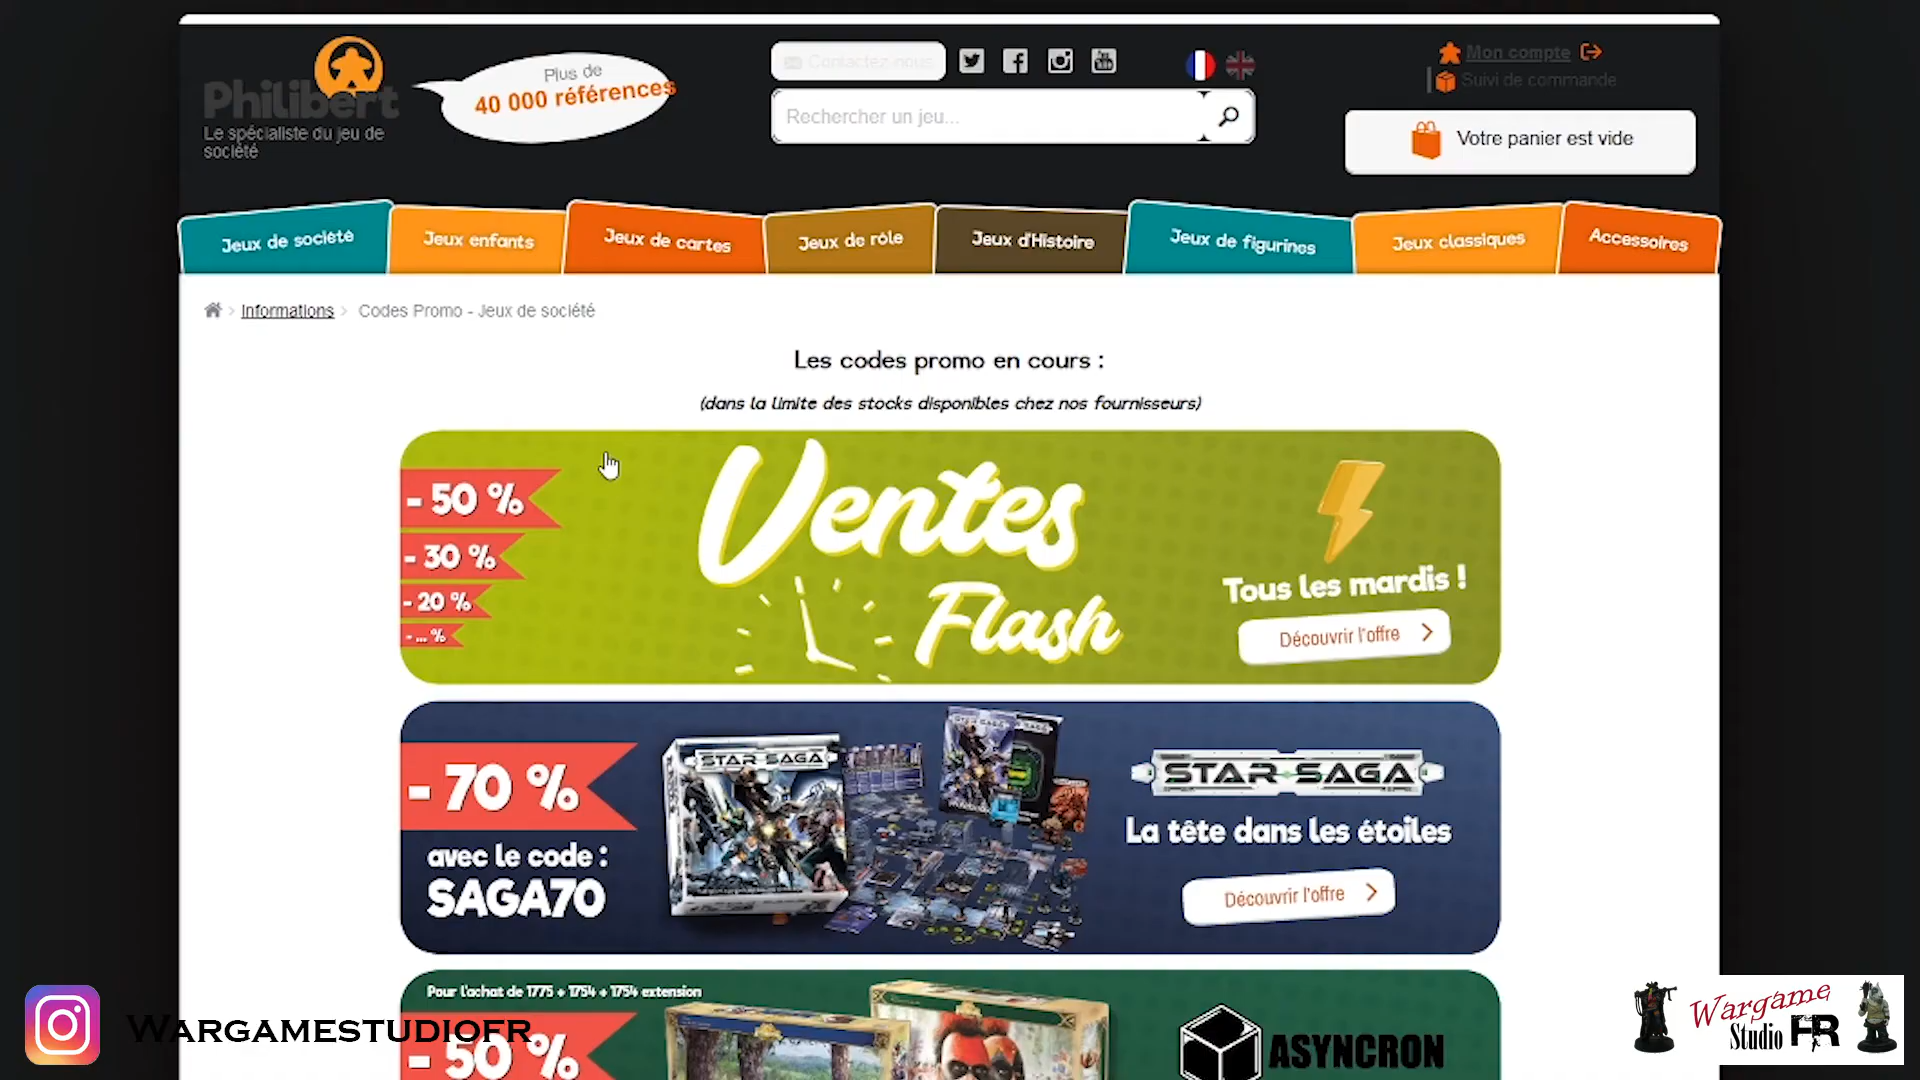 Philibert
Le spécialiste du jeu de
société
Plus de
40 000 références
Contactez-nous
You
Tube
Rechercher un jeu...
Mon compte
Suivi de commande
Votre panier est vide
Jeux de société
Jeux enfants
Jeux de cartes
Jeux de rôle
Jeux d'Histoire
Jeux de figurines
Jeux classiques
Accessoires
Informations
Codes Promo - Jeux de société
Les codes promo en cours :
(dans la limite des stocks disponibles chez nos fournisseurs)
- 50 %
- 30 %
- 20 %
- ... %
Ventes
Flash
Tous les mardis !
Découvrir l'offre
- 70 %
avec le code :
SAGA70
STAR SAGA
STAR SAGA
La tête dans les étoiles
Découvrir l'offre
Pour l'achat de 1775 + 1754 + 1754 extension
- 50 %
ASYNCRON
WARGAMESTUDIOFR
Wargame
Studio FR